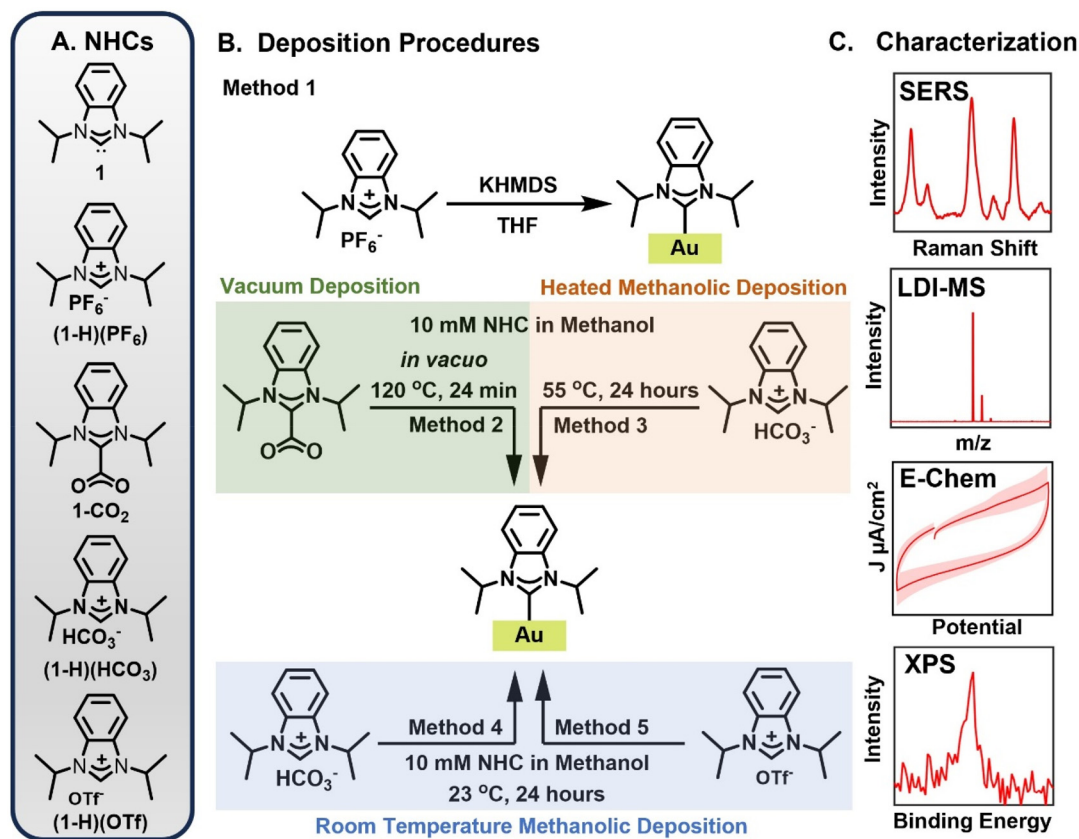 A. NHCs
N
N
..
1
N
+
N
PF₆⁻
(1-H)(PF₆)
N
+
N
O
O
1-CO₂
N
+
N
HCO₃⁻
(1-H)(HCO₃)
N
+
N
OTf⁻
(1-H)(OTf)
B. Deposition Procedures
Method 1
N
+
N
PF₆⁻
KHMDS
THF
N
N
Au
Vacuum Deposition
Heated Methanolic Deposition
10 mM NHC in Methanol
in vacuo
120 °C, 24 min
Method 2
55 °C, 24 hours
Method 3
N
+
N
O
O
N
+
N
HCO₃⁻
N
N
Au
N
+
N
HCO₃⁻
Method 4
Method 5
10 mM NHC in Methanol
23 °C, 24 hours
N
+
N
OTf⁻
Room Temperature Methanolic Deposition
C. Characterization
SERS
Intensity
Raman Shift
LDI-MS
Intensity
m/z
E-Chem
J µA/cm²
Potential
XPS
Intensity
Binding Energy